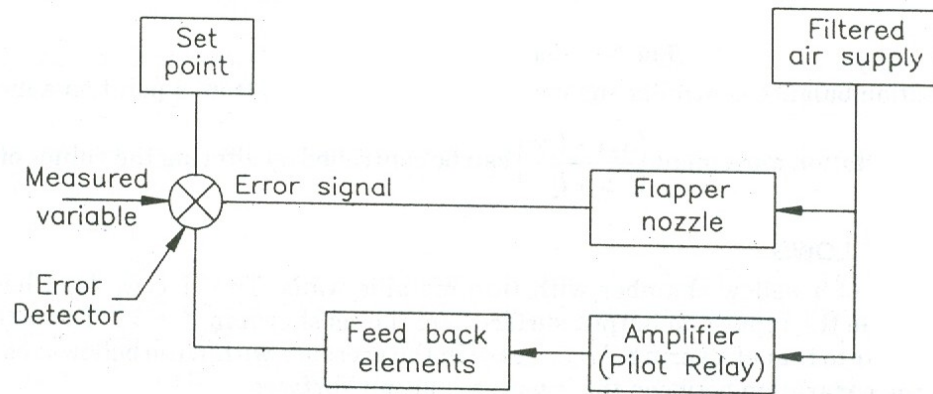 Set
point
Filtered
air supply
Measured
variable
Error signal
Flapper
nozzle
Error
Detector
Feed back
elements
Amplifier
(Pilot Relay)